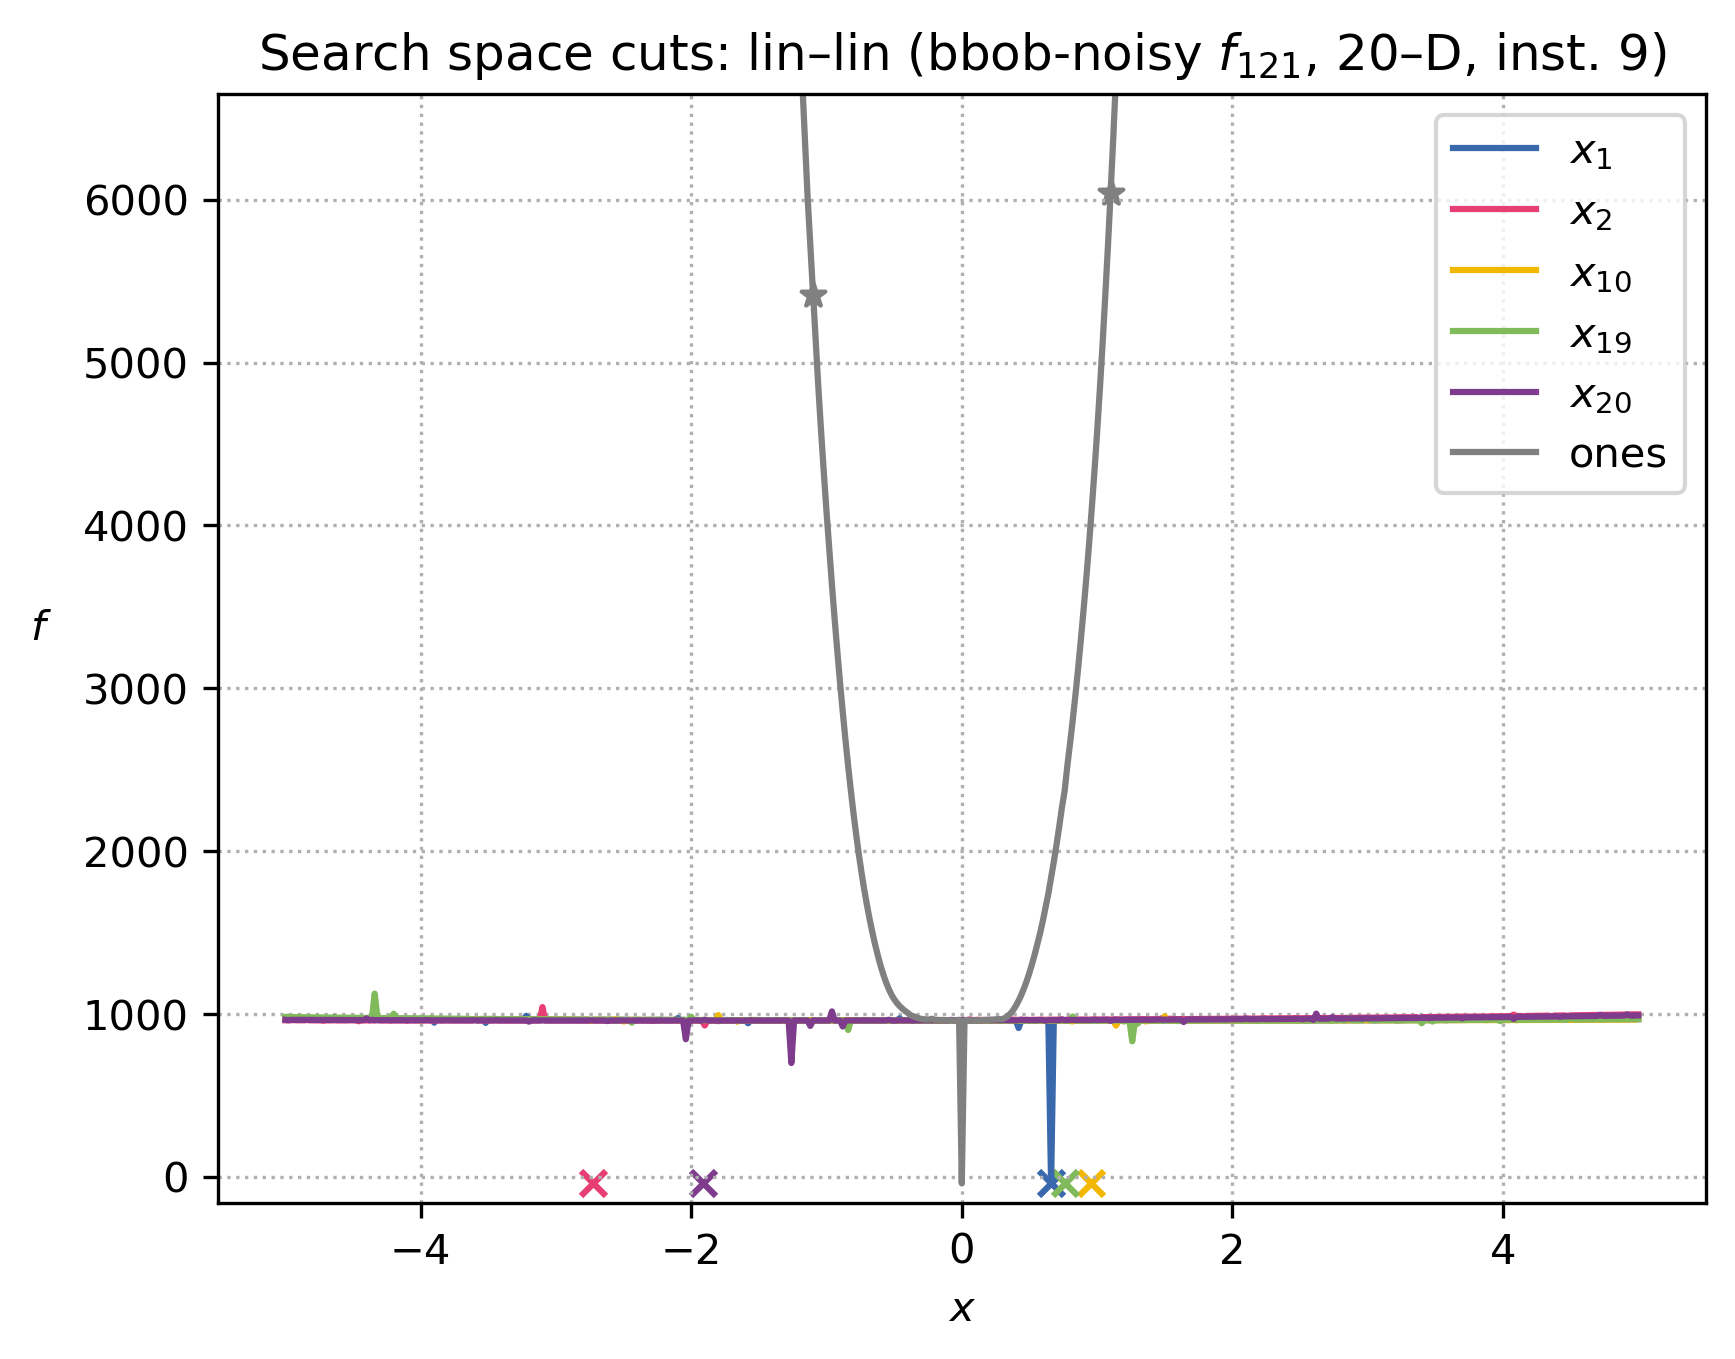 Search space cuts: lin–lin (bbob-noisy f₁₂₁, 20–D, inst. 9)
x₁
x₂
x₁₀
x₁₉
x₂₀
ones
6000
5000
4000
3000
2000
1000
0
f
−4 −2 0 2 4
x